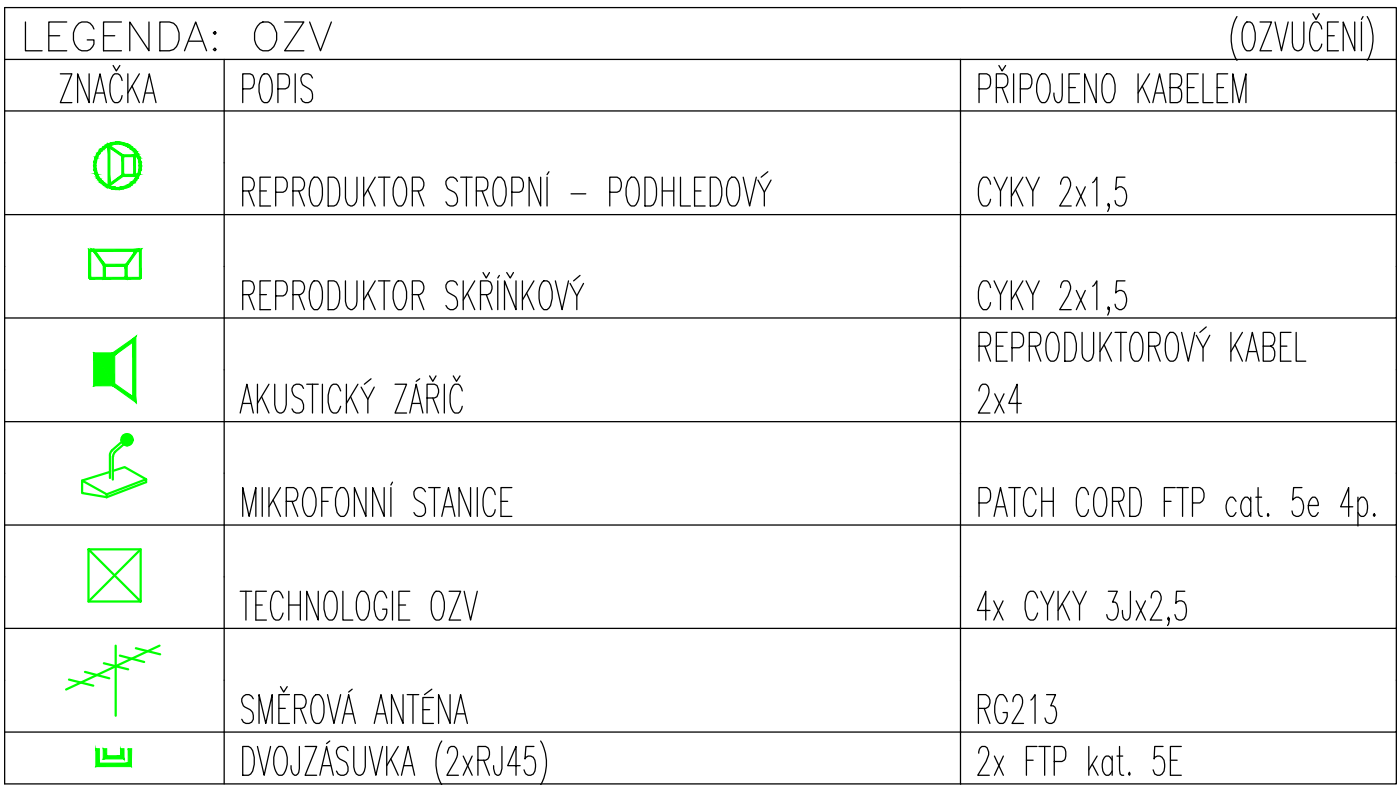 LEGENDA: OZV (OZVUČENÍ)
ZNAČKA POPIS PŘIPOJENO KABELEM
REPRODUKTOR STROPNÍ – PODHLEDOVÝ CYKY 2x1,5
REPRODUKTOR SKŘÍŇKOVÝ CYKY 2x1,5
REPRODUKTOROVÝ KABEL
AKUSTICKÝ ZÁŘIČ 2x4
MIKROFONNÍ STANICE PATCH CORD FTP cat. 5e 4p.
TECHNOLOGIE OZV 4x CYKY 3Jx2,5
SMĚROVÁ ANTÉNA RG213
DVOJZÁSUVKA (2xRJ45) 2x FTP kat. 5E